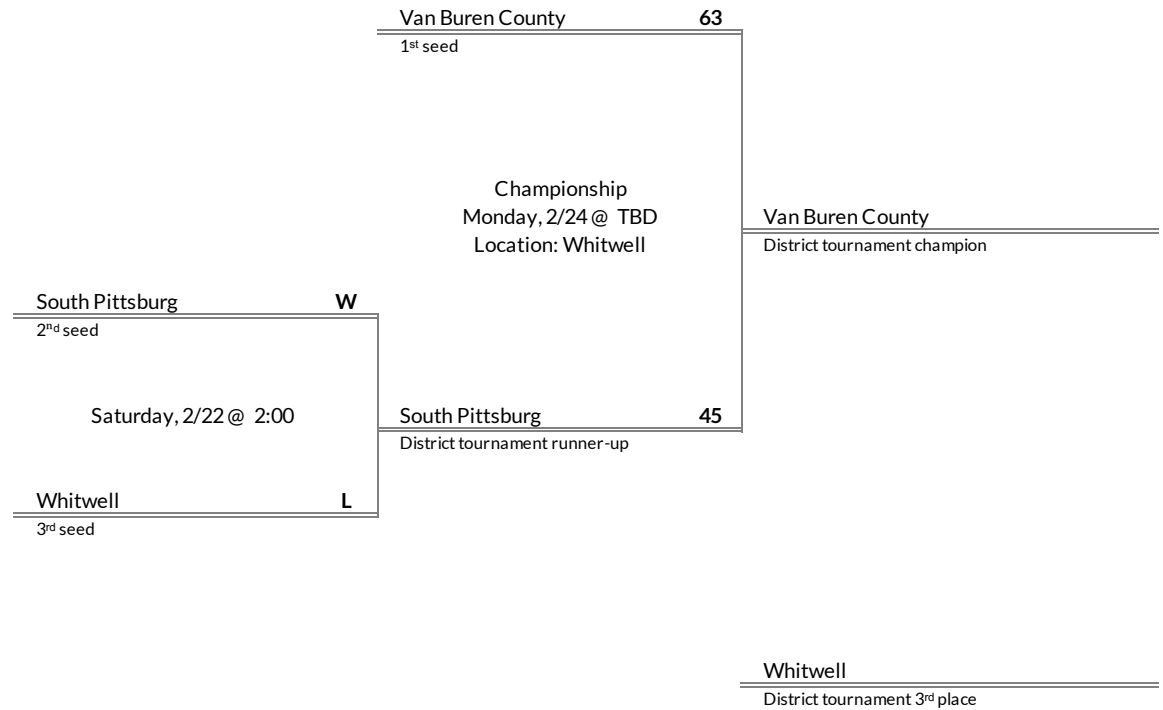 Van Buren County 63
1st seed
Championship
Monday, 2/24 @ TBD
Location: Whitwell
Van Buren County
District tournament champion
South Pittsburg W
2nd seed
Saturday, 2/22 @ 2:00
South Pittsburg 45
District tournament runner-up
Whitwell L
3rd seed
Whitwell
District tournament 3rd place